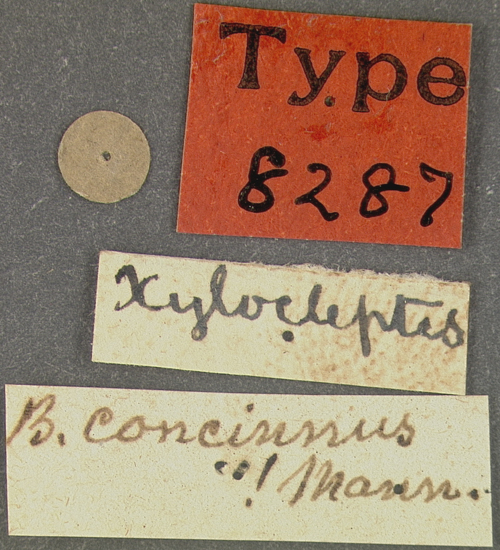 Type
8287
Xylocleptes
B. concinnus
! Mann.